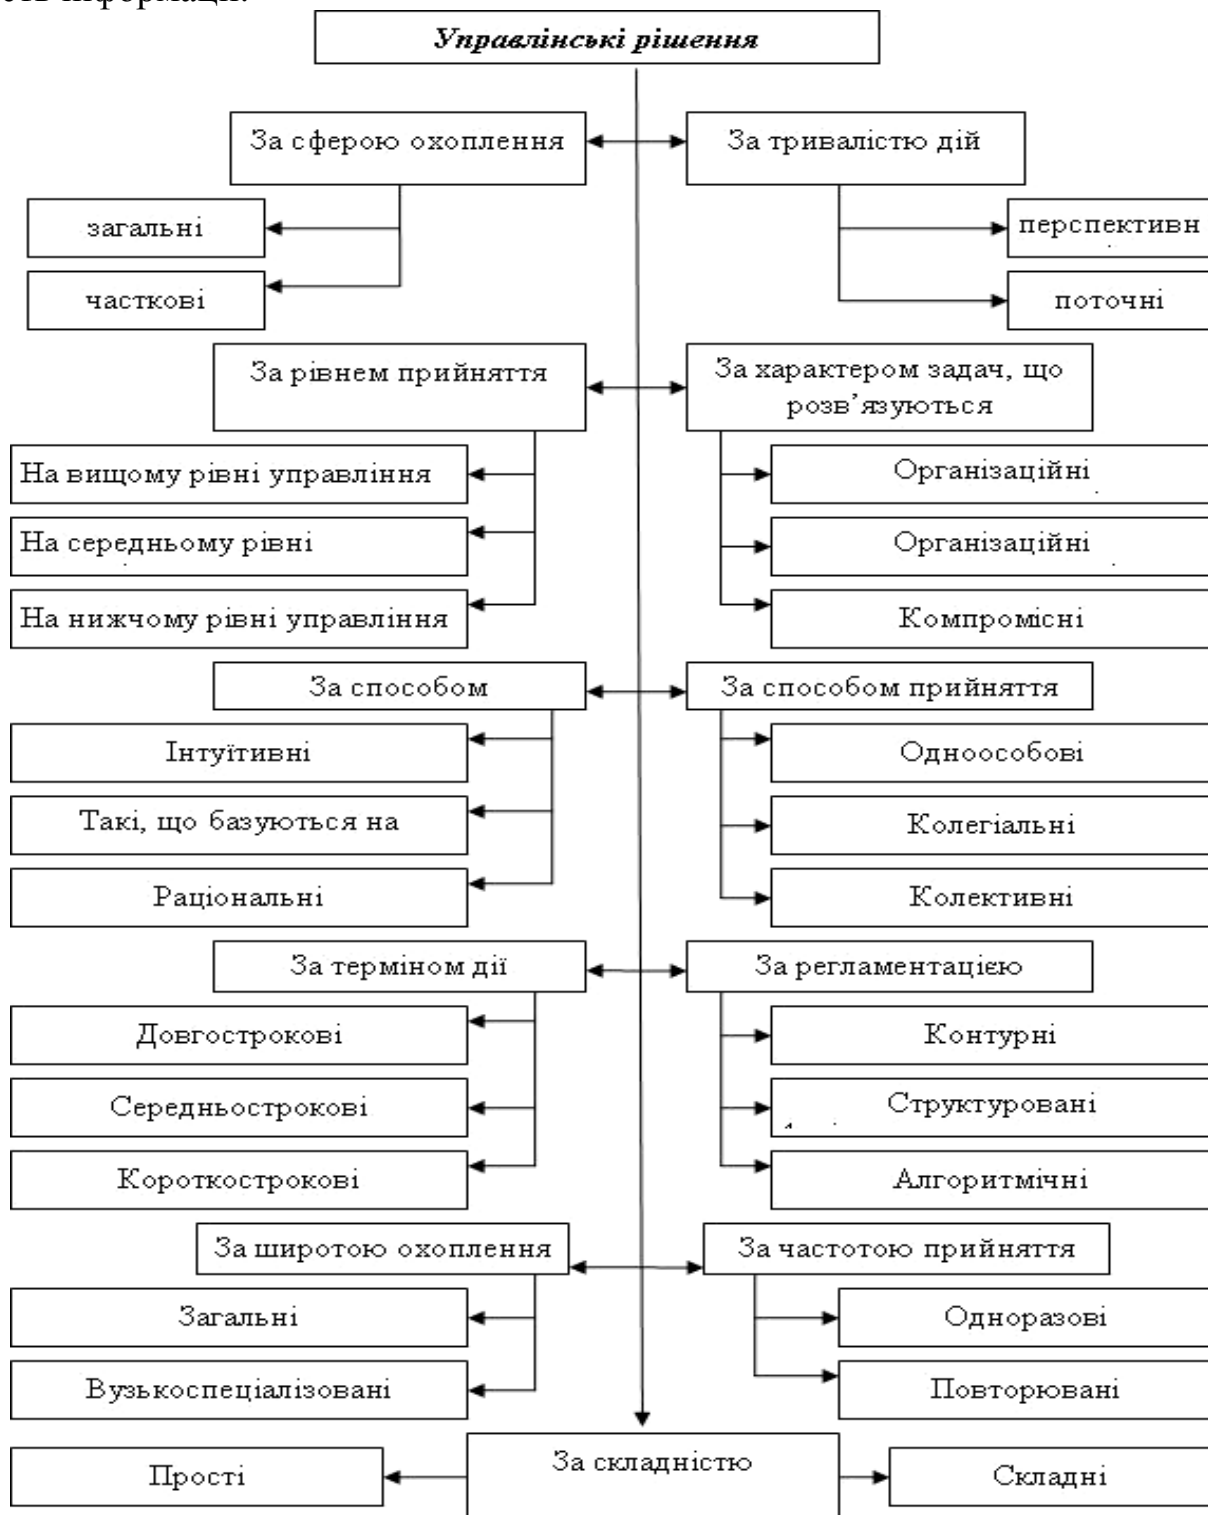 інформації.
Управлінські рішення
За сферою охоплення
За тривалістю дій
загальні
перспективн
часткові
поточні
За рівнем прийняття
За характером задач, що
розв’язуються
На вищому рівні управління
Організаційні
На середньому рівні
Організаційні
На нижчому рівні управління
Компромісні
За способом
За способом прийняття
Інтуїтивні
Одноособові
Такі, що базуються на
Колегіальні
Раціональні
Колективні
За терміном дії
За регламентацією
Довгострокові
Контурні
Середньострокові
Структуровані
Короткострокові
Алгоритмічні
За широтою охоплення
За частотою прийняття
Загальні
Одноразові
Вузькоспеціалізовані
Повторювані
Прості
За складністю
Складні